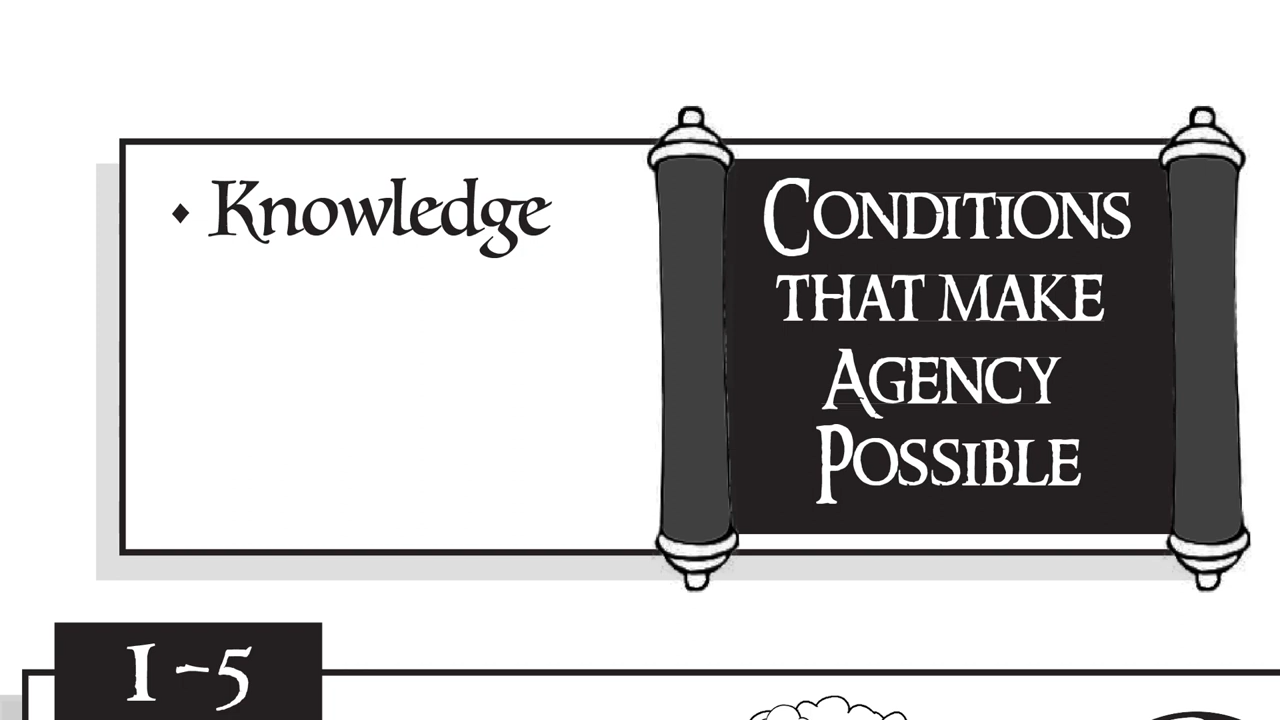 • Knowledge
Conditions
that make
Agency
Possible
1-5